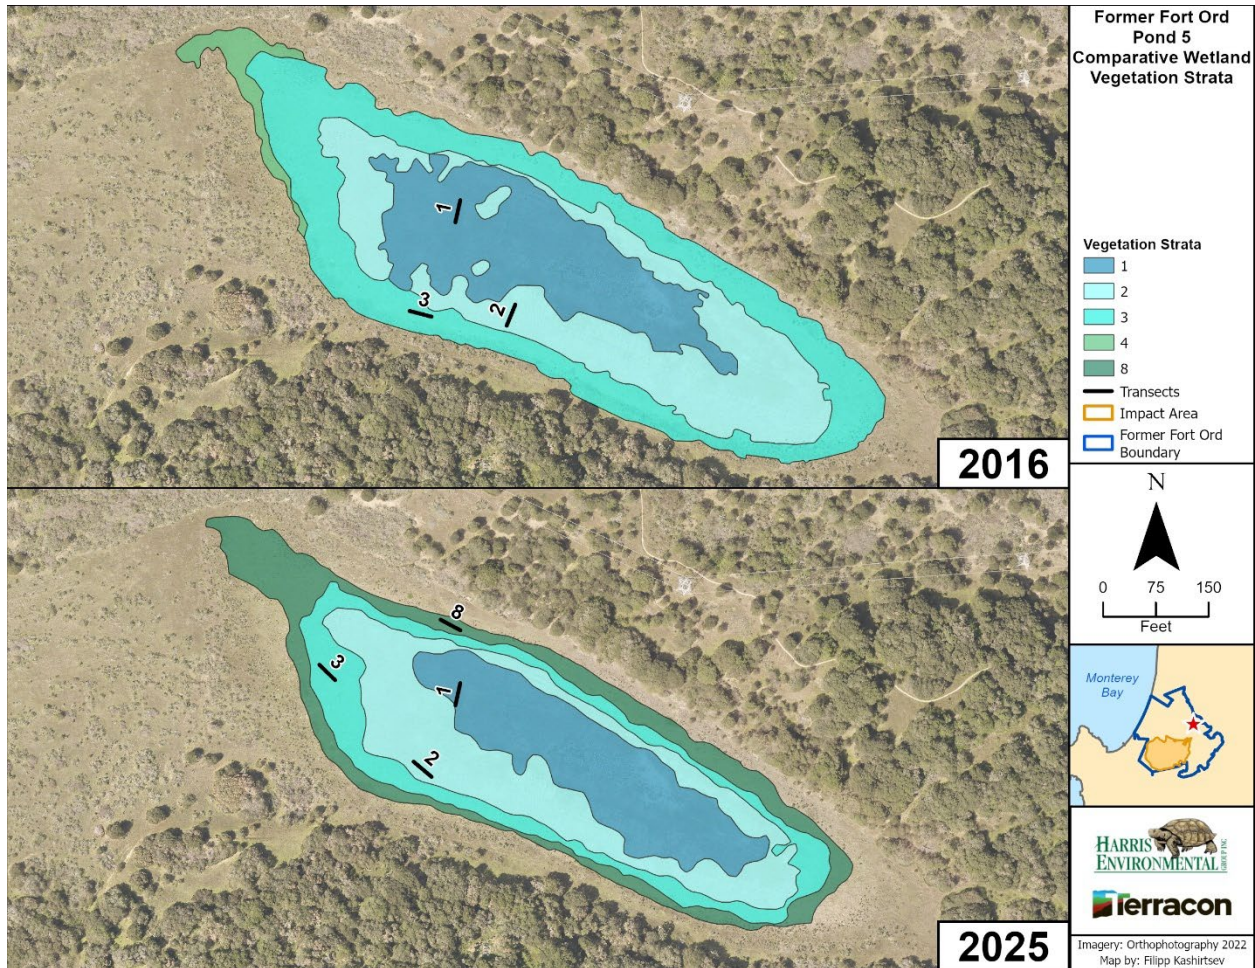 Former Fort Ord
Pond 5
Comparative Wetland
Vegetation Strata
1
3
2
2016
8
3
1
2
2025
Vegetation Strata
1
2
3
4
8
Transects
Impact Area
Former Fort Ord
Boundary
N
0 75 150
Feet
Monterey
Bay
HARRIS
ENVIRONMENTAL
GROUP INC
Terracon
Imagery: Orthophotography 2022
Map by: Filipp Kashirtsev